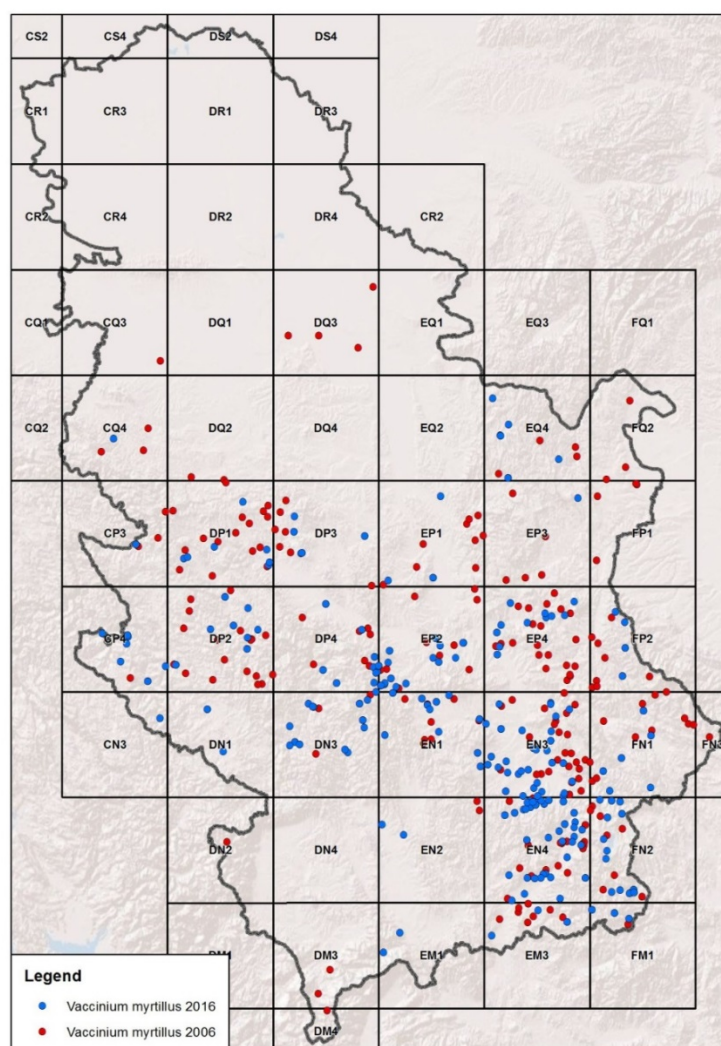 CS2 CS4 DS2 DS4
CR1 CR3 DR1 DR3
CR2 CR4 DR2 DR4 CR2
CQ1 CQ3 DQ1 DQ3 EQ1 EQ3 FQ1
CQ2 CQ4 DQ2 DQ4 EQ2 EQ4 FQ2
CP3 DP1 DP3 EP1 EP3 FP1
CP4 DP2 DP4 EP2 EP4 FP2
CN3 DN1 DN3 EN1 EN3 FN1 FN3
DN2 DN4 EN2 EN4 FN2
DM1 DM3 EM1 EM3 FM1
DM4
Legend
Vaccinium myrtillus 2016
Vaccinium myrtillus 2006